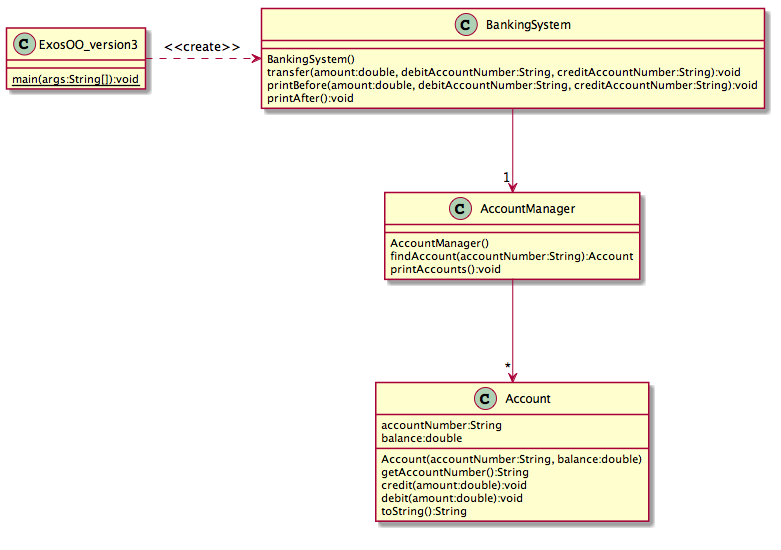 C ExosOO_version3
main(args:String[]):void
<<create>>
C BankingSystem
BankingSystem()
transfer(amount:double, debitAccountNumber:String, creditAccountNumber:String):void
printBefore(amount:double, debitAccountNumber:String, creditAccountNumber:String):void
printAfter():void
1
C AccountManager
AccountManager()
findAccount(accountNumber:String):Account
printAccounts():void
*
C Account
accountNumber:String
balance:double
Account(accountNumber:String, balance:double)
getAccountNumber():String
credit(amount:double):void
debit(amount:double):void
toString():String